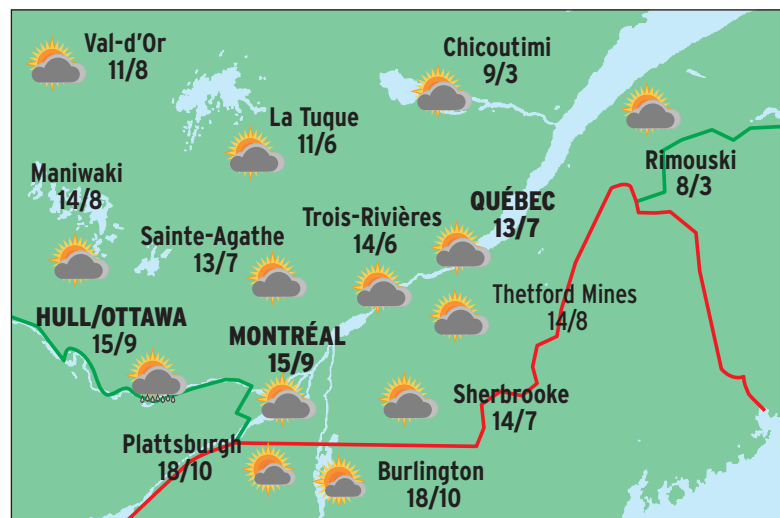 Val-d'Or
11/8
Chicoutimi
9/3
La Tuque
11/6
Rimouski
8/3
Maniwaki
14/8
QUÉBEC
13/7
Trois-Rivières
14/6
Sainte-Agathe
13/7
Thetford Mines
14/8
HULL/OTTAWA
15/9
MONTRÉAL
15/9
Sherbrooke
14/7
Plattsburgh
18/10
Burlington
18/10